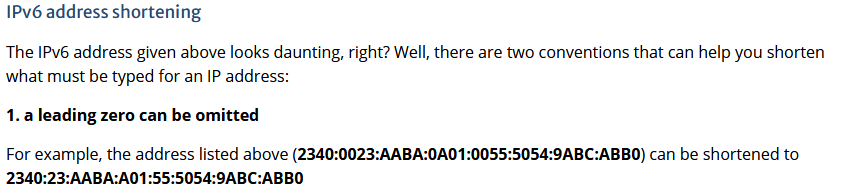 IPv6 address shortening
The IPv6 address given above looks daunting, right? Well, there are two conventions that can help you shorten
what must be typed for an IP address:
1. a leading zero can be omitted
For example, the address listed above (2340:0023:AABA:0A01:0055:5054:9ABC:ABB0) can be shortened to
2340:23:AABA:A01:55:5054:9ABC:ABB0